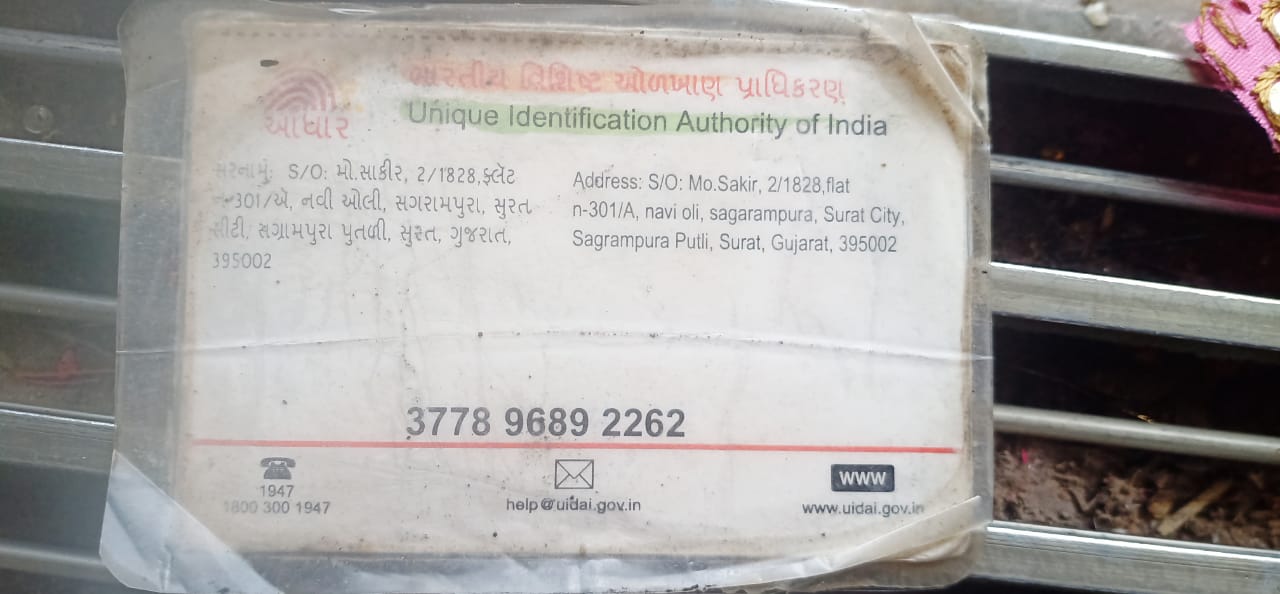 ભારતીય વિશિષ્ટ ઓળખાણ પ્રાધિકરણ
Unique Identification Authority of India
આધાર
સરનામું: S/O: મો.સાકીર, 2/1828,ફ્લૅટ
ન-301/એ, નવી ઓલી, સગરામપુરા, સુરત
સીટી, સગ્રામપુરા પુતળી, સુરત, ગુજરાત,
395002
Address: S/O: Mo.Sakir, 2/1828,flat
n-301/A, navi oli, sagarampura, Surat City,
Sagrampura Putli, Surat, Gujarat, 395002
3778 9689 2262
1947
1800 300 1947
help@uidai.gov.in
www
www.uidai.gov.in